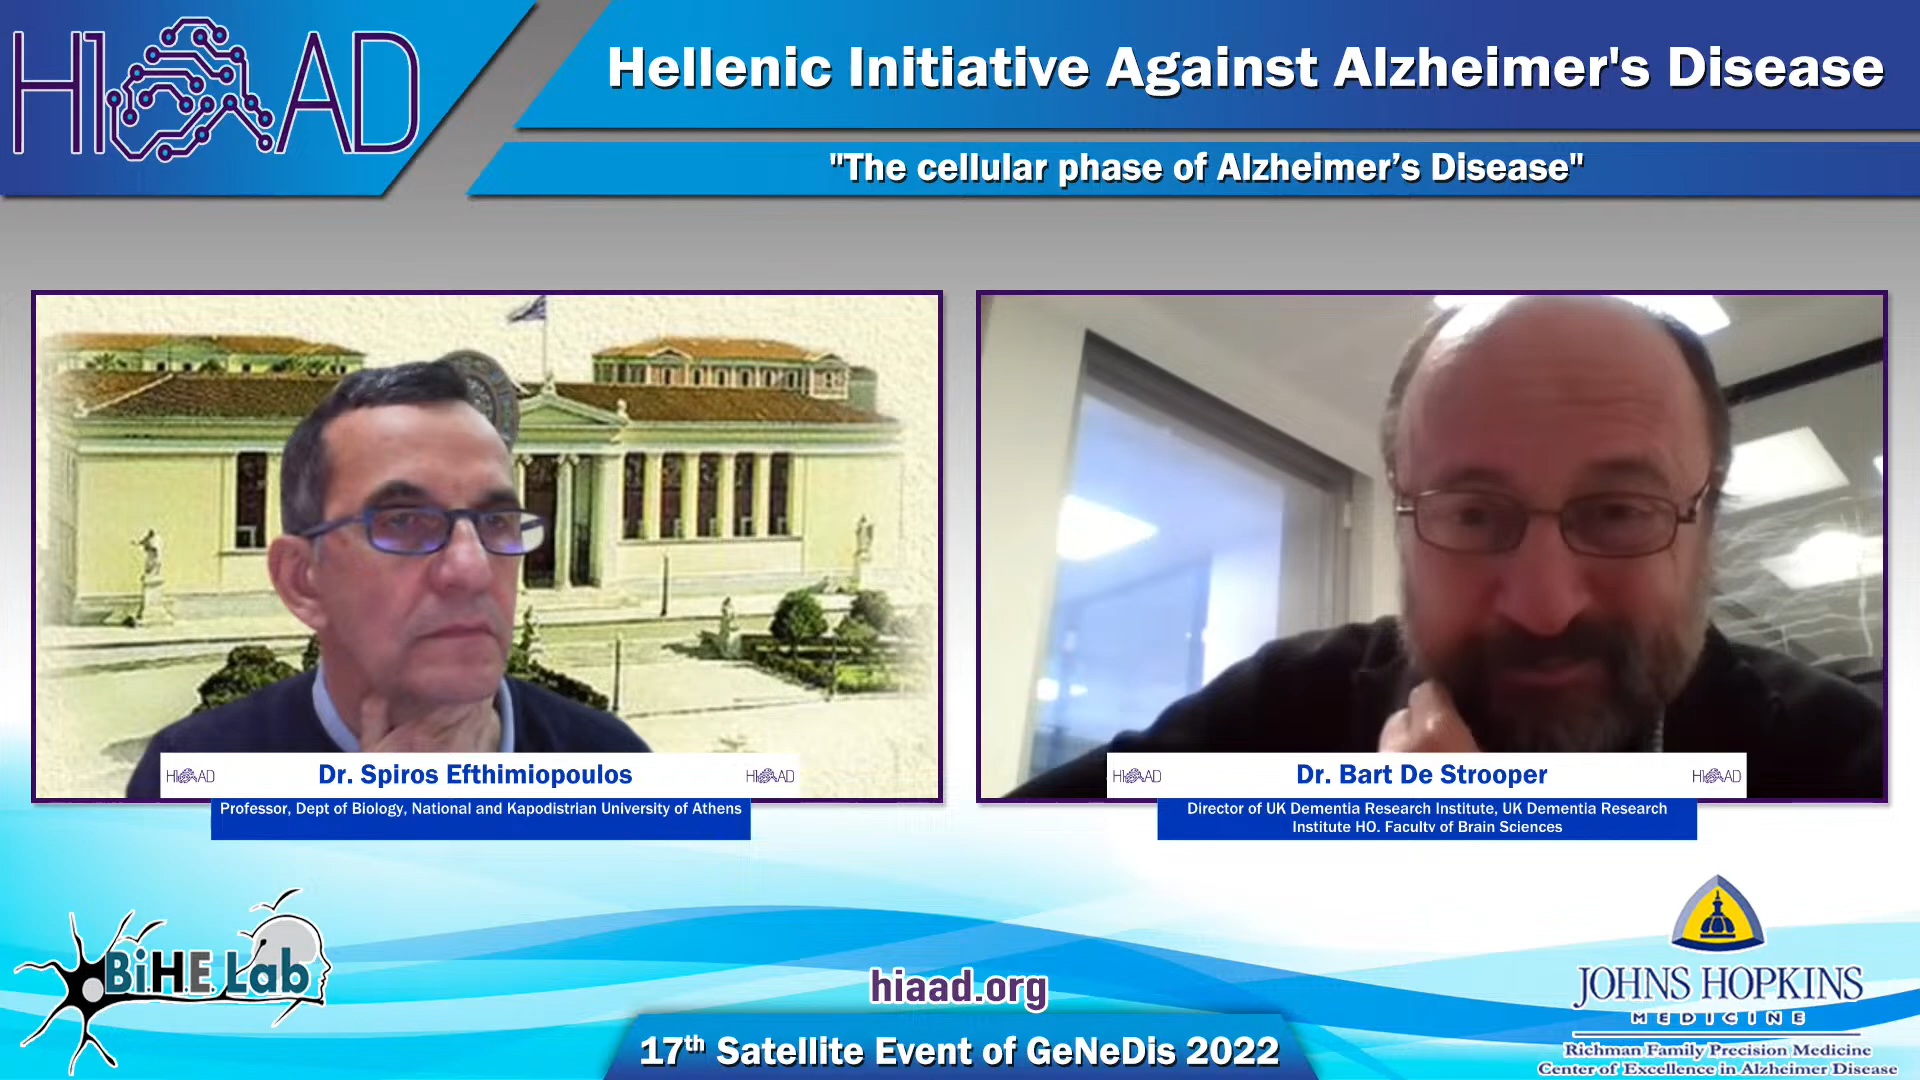 HIAAD
Hellenic Initiative Against Alzheimer's Disease
"The cellular phase of Alzheimer’s Disease"
HIAAD
Dr. Spiros Efthimiopoulos
HIAAD
Professor, Dept of Biology, National and Kapodistrian University of Athens
HIAAD
Dr. Bart De Strooper
HIAAD
Director of UK Dementia Research Institute, UK Dementia Research
Institute HQ, Faculty of Brain Sciences
BiH.E. Lab
hiaad.org
17th Satellite Event of GeNeDis 2022
JOHNS HOPKINS
MEDICINE
Richman Family Precision Medicine
Center of Excellence in Alzheimer Disease